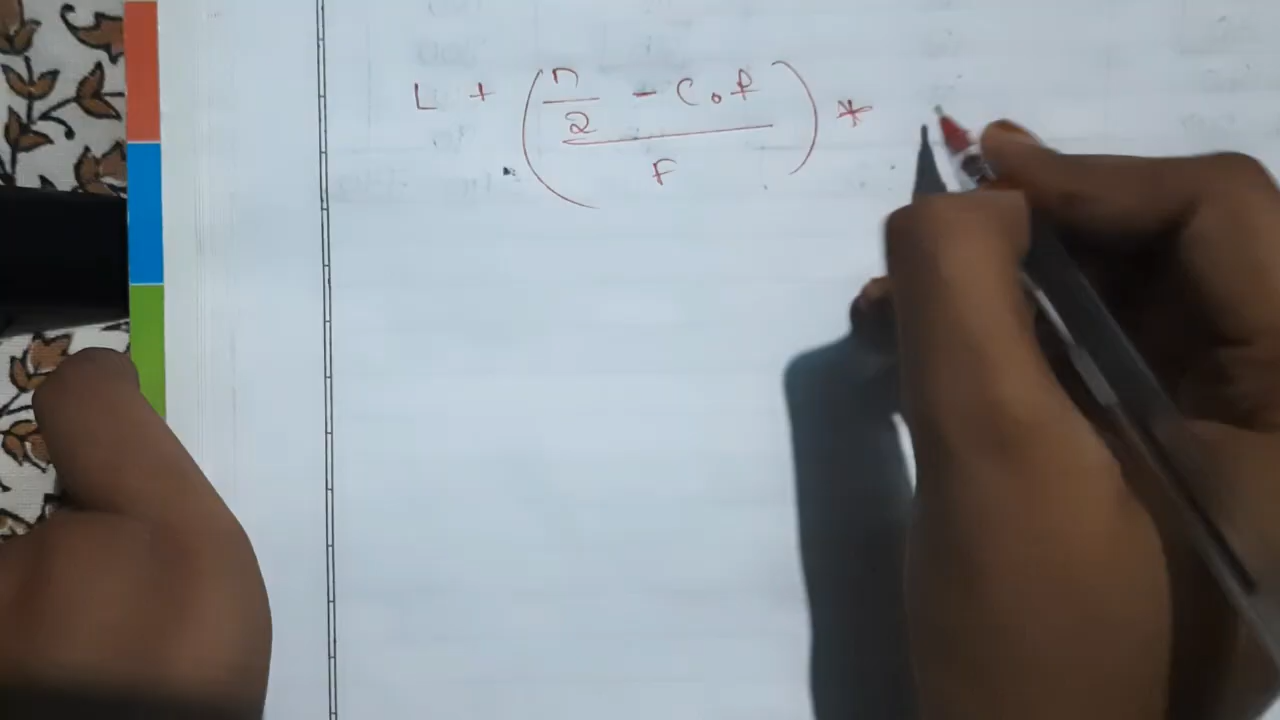 L + ( (n/2 - C.f) / F ) *